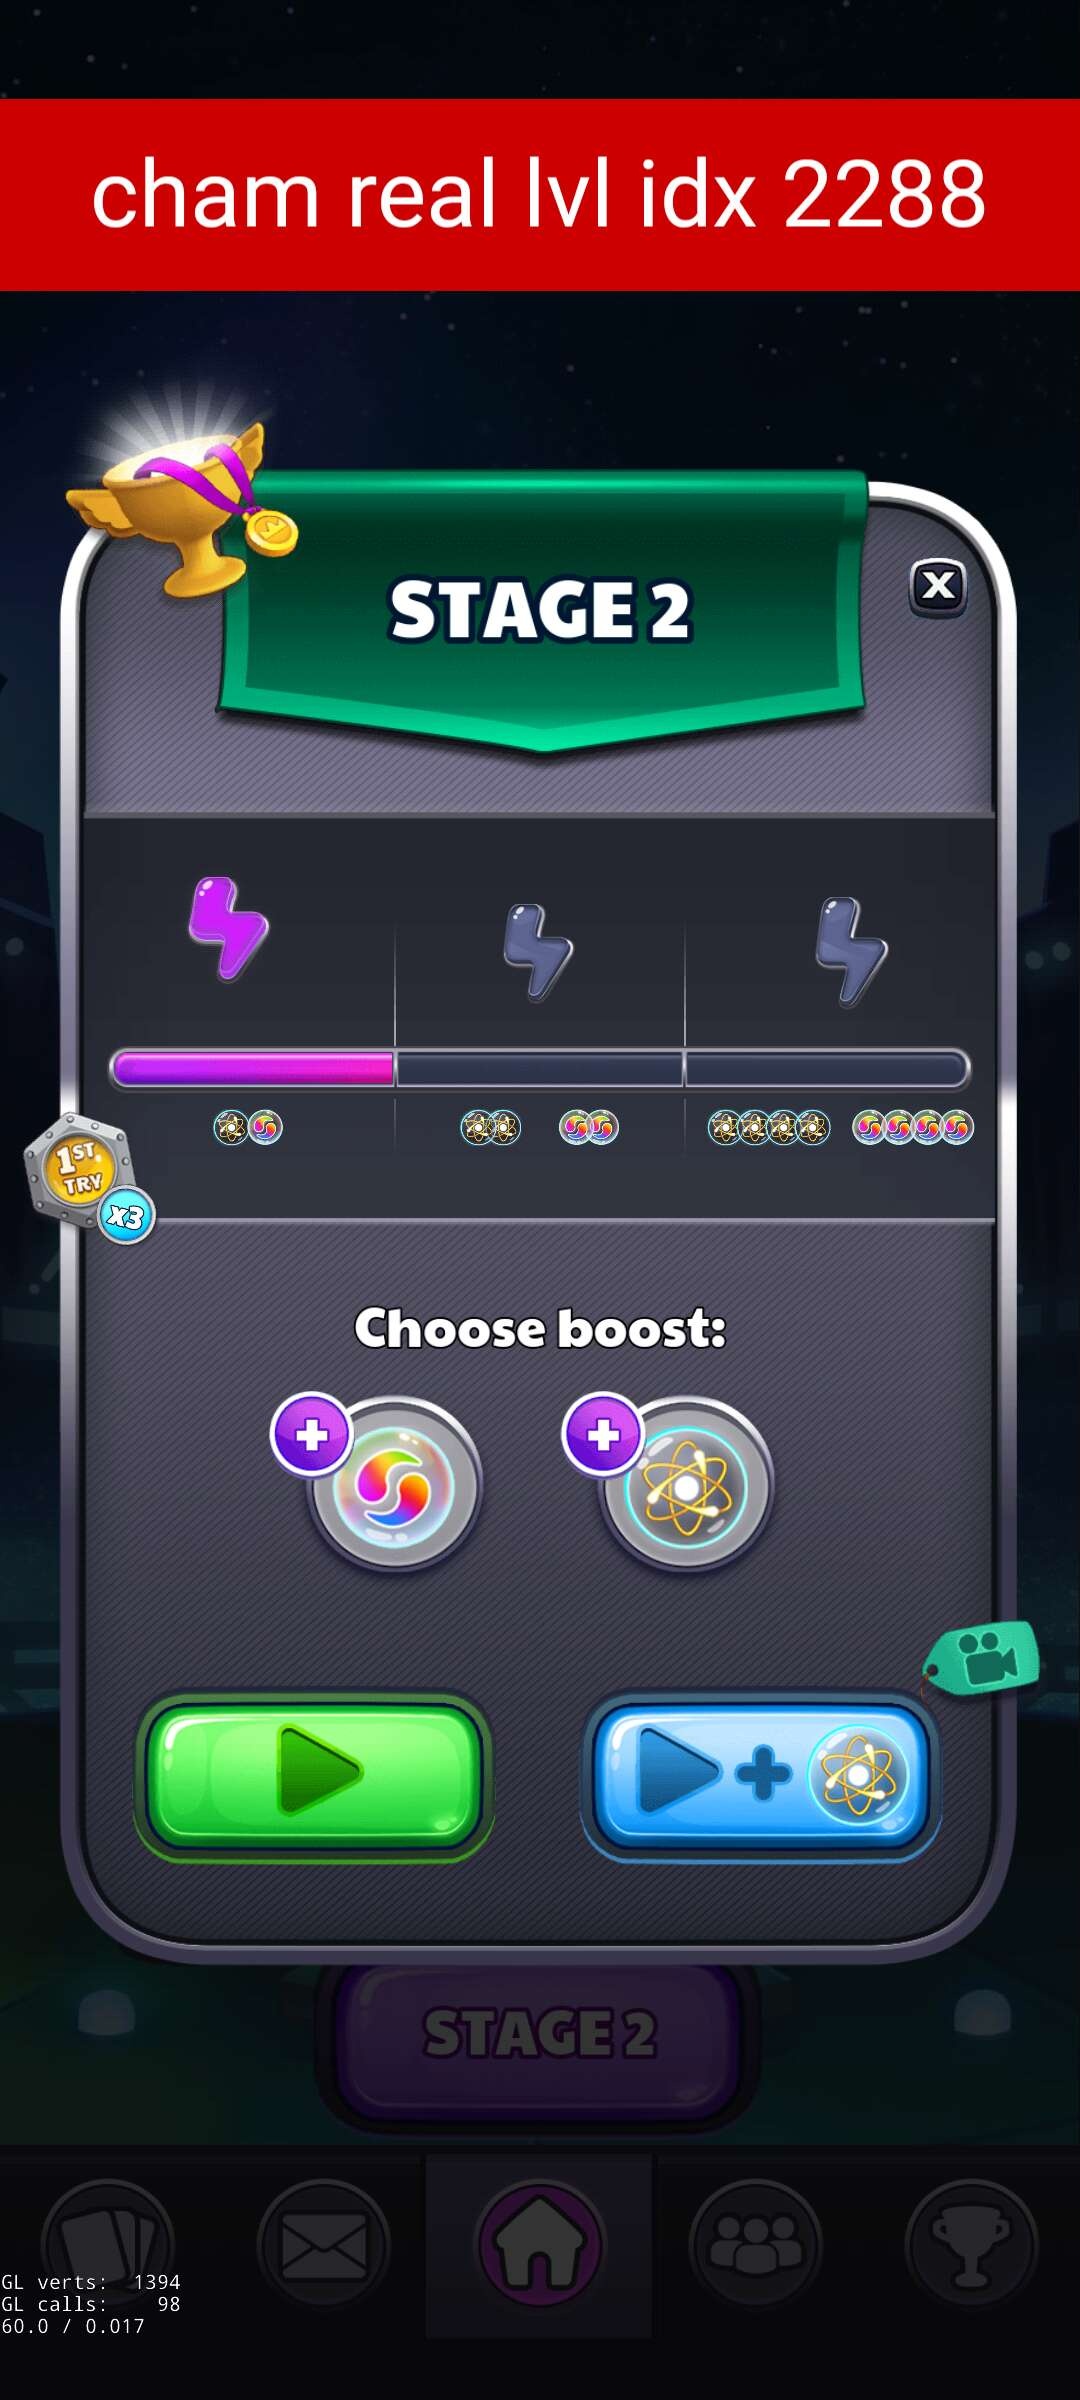 cham real lvl idx 2288
STAGE 2
1ST
TRY
x3
Choose boost:
STAGE 2
GL verts: 1394
GL calls: 98
60.0 / 0.017